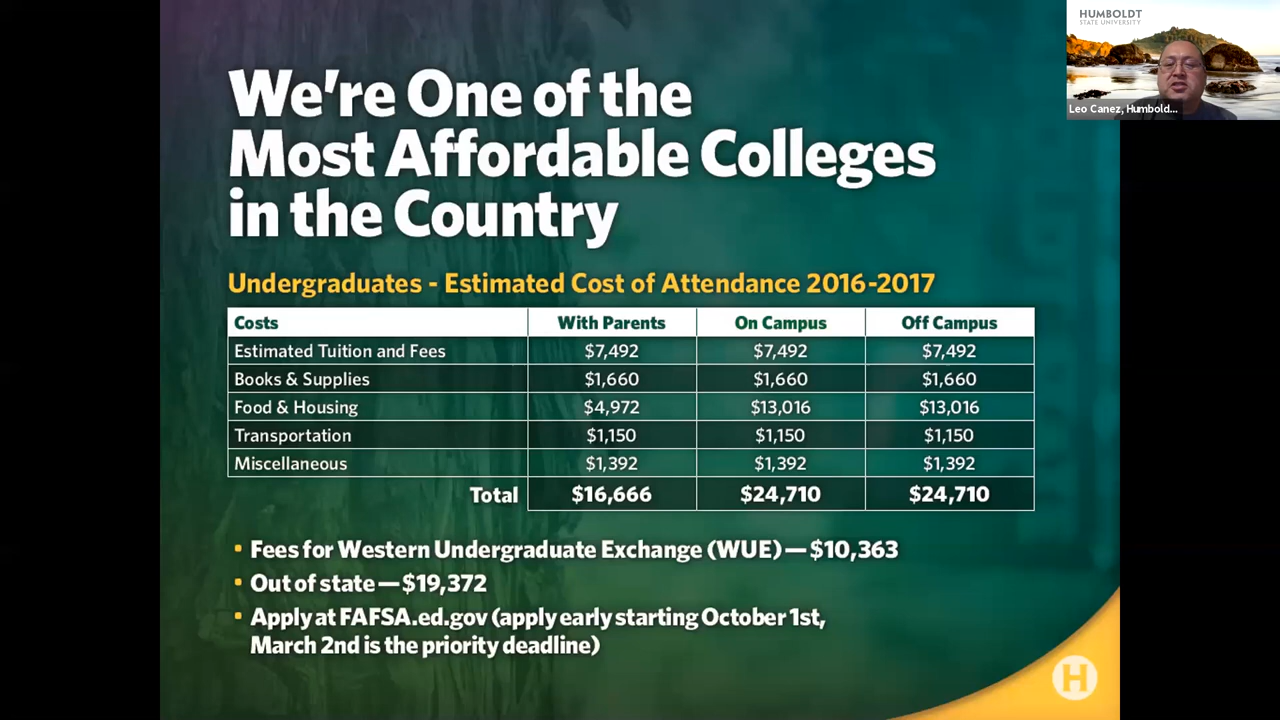 We're One of the
Most Affordable Colleges
in the Country
Undergraduates - Estimated Cost of Attendance 2016-2017
Costs With Parents On Campus Off Campus
Estimated Tuition and Fees $7,492 $7,492 $7,492
Books & Supplies $1,660 $1,660 $1,660
Food & Housing $4,972 $13,016 $13,016
Transportation $1,150 $1,150 $1,150
Miscellaneous $1,392 $1,392 $1,392
Total $16,666 $24,710 $24,710
• Fees for Western Undergraduate Exchange (WUE) — $10,363
• Out of state — $19,372
• Apply at FAFSA.ed.gov (apply early starting October 1st,
March 2nd is the priority deadline)
H
HUMBOLDT
STATE UNIVERSITY
Leo Canez, Humbold...